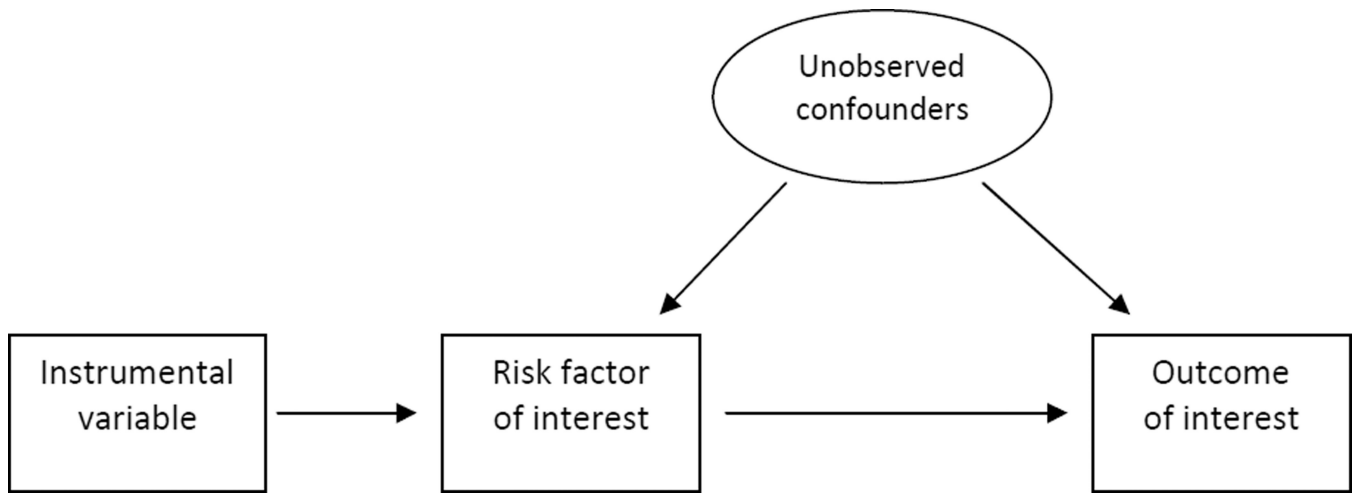 Unobserved
confounders
Instrumental
variable
Risk factor
of interest
Outcome
of interest